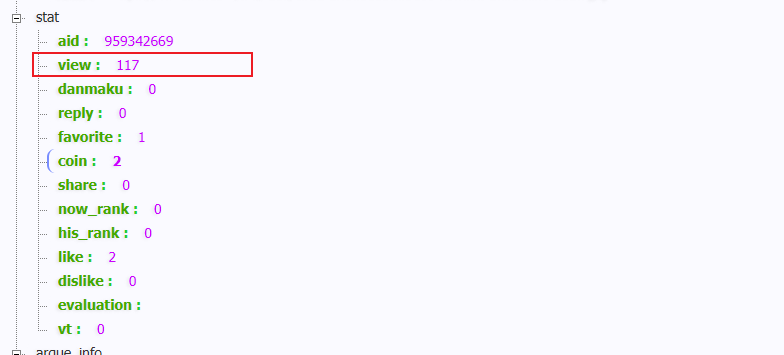 stat
aid : 959342669
view : 117
danmaku : 0
reply : 0
favorite : 1
coin : 2
share : 0
now_rank : 0
his_rank : 0
like : 2
dislike : 0
evaluation :
vt : 0
argue_info